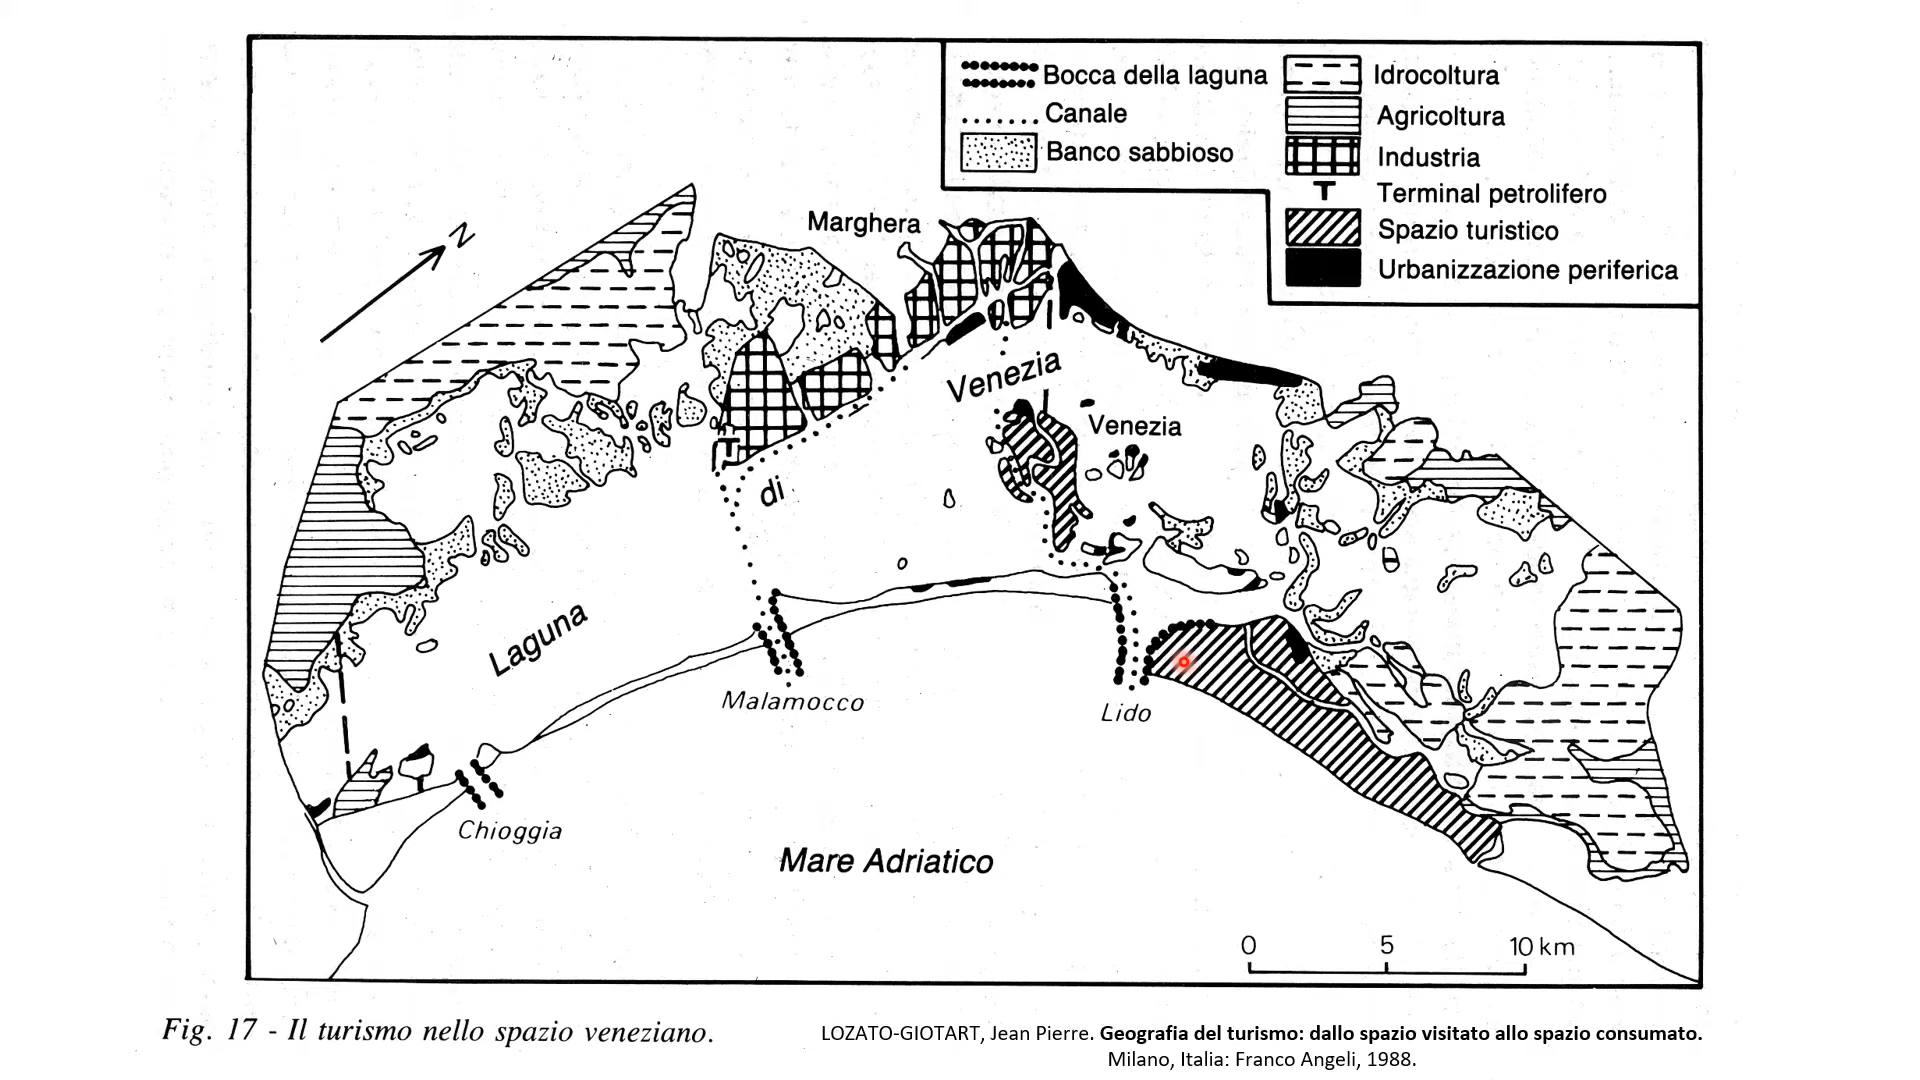 Bocca della laguna
Canale
Banco sabbioso
Idrocoltura
Agricoltura
Industria
T Terminal petrolifero
Spazio turistico
Urbanizzazione periferica
N
Marghera
Venezia
Venezia
T
di
Laguna
Malamocco
Lido
Chioggia
Mare Adriatico
0 5 10 km
Fig. 17 - Il turismo nello spazio veneziano.
LOZATO-GIOTART, Jean Pierre. Geografia del turismo: dallo spazio visitato allo spazio consumato.
Milano, Italia: Franco Angeli, 1988.